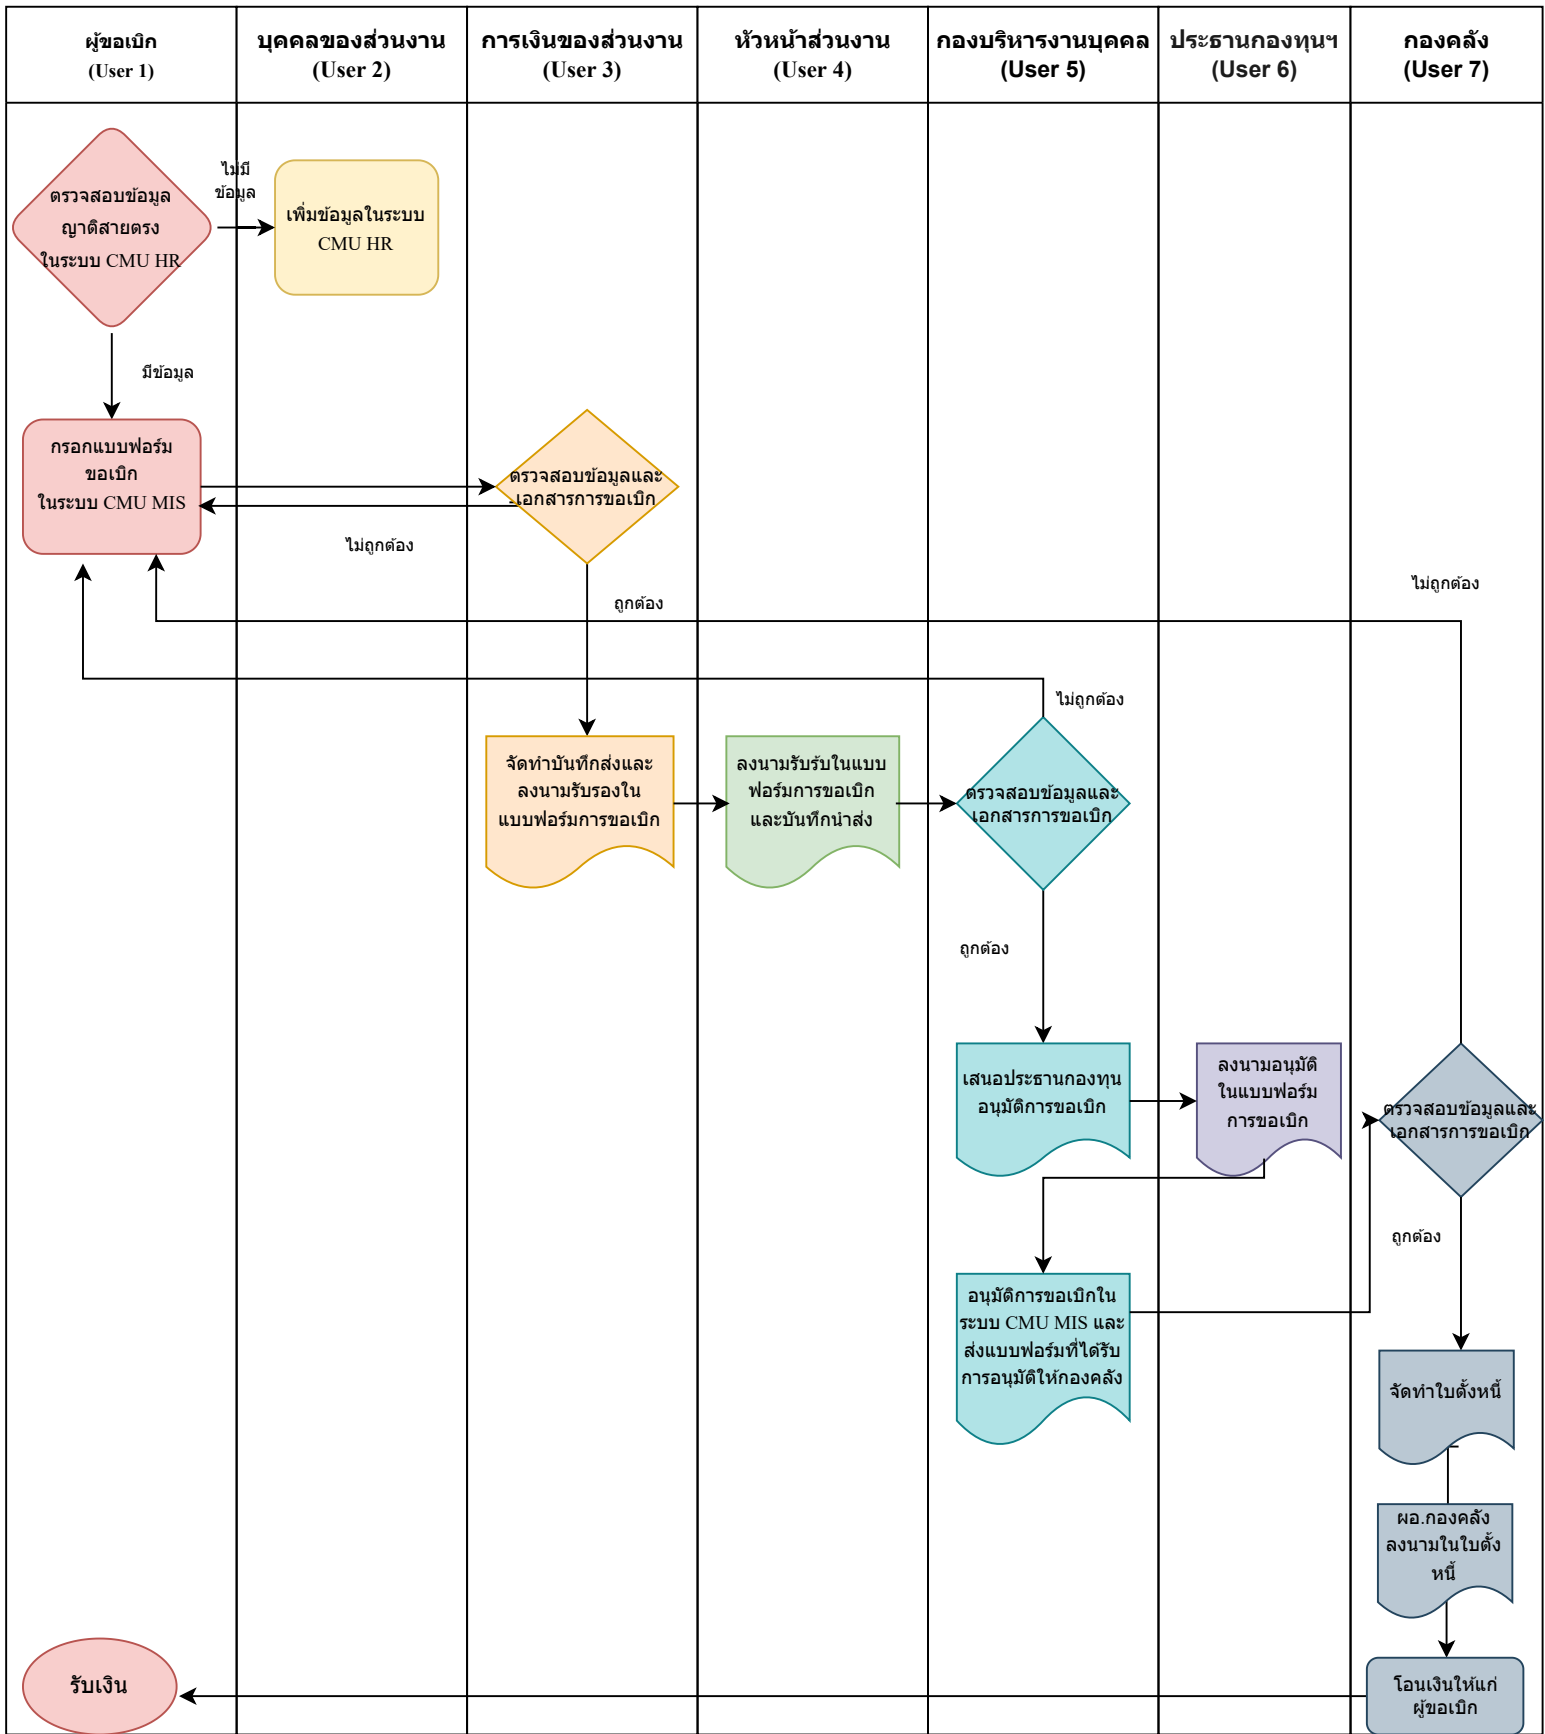 ผู้ขอเบิก
(User 1)
บุคคลของส่วนงาน
(User 2)
การเงินของส่วนงาน
(User 3)
หัวหน้าส่วนงาน
(User 4)
กองบริหารงานบุคคล
(User 5)
ประธานกองทุนฯ
(User 6)
กองคลัง
(User 7)
ตรวจสอบข้อมูล
ญาติสายตรง
ในระบบ CMU HR
ไม่มี
ข้อมูล
เพิ่มข้อมูลในระบบ
CMU HR
มีข้อมูล
กรอกแบบฟอร์ม
ขอเบิก
ในระบบ CMU MIS
ตรวจสอบข้อมูลและ
เอกสารการขอเบิก
ไม่ถูกต้อง
ถูกต้อง
ไม่ถูกต้อง
ไม่ถูกต้อง
จัดทำบันทึกส่งและ
ลงนามรับรองใน
แบบฟอร์มการขอเบิก
ลงนามรับรับในแบบ
ฟอร์มการขอเบิก
และบันทึกนำส่ง
ตรวจสอบข้อมูลและ
เอกสารการขอเบิก
ถูกต้อง
เสนอประธานกองทุน
อนุมัติการขอเบิก
ลงนามอนุมัติ
ในแบบฟอร์ม
การขอเบิก
ตรวจสอบข้อมูลและ
เอกสารการขอเบิก
ถูกต้อง
อนุมัติการขอเบิกใน
ระบบ CMU MIS และ
ส่งแบบฟอร์มที่ได้รับ
การอนุมัติให้กองคลัง
จัดทำใบตั้งหนี้
ผอ.กองคลัง
ลงนามในใบตั้ง
หนี้
โอนเงินให้แก่
ผู้ขอเบิก
รับเงิน